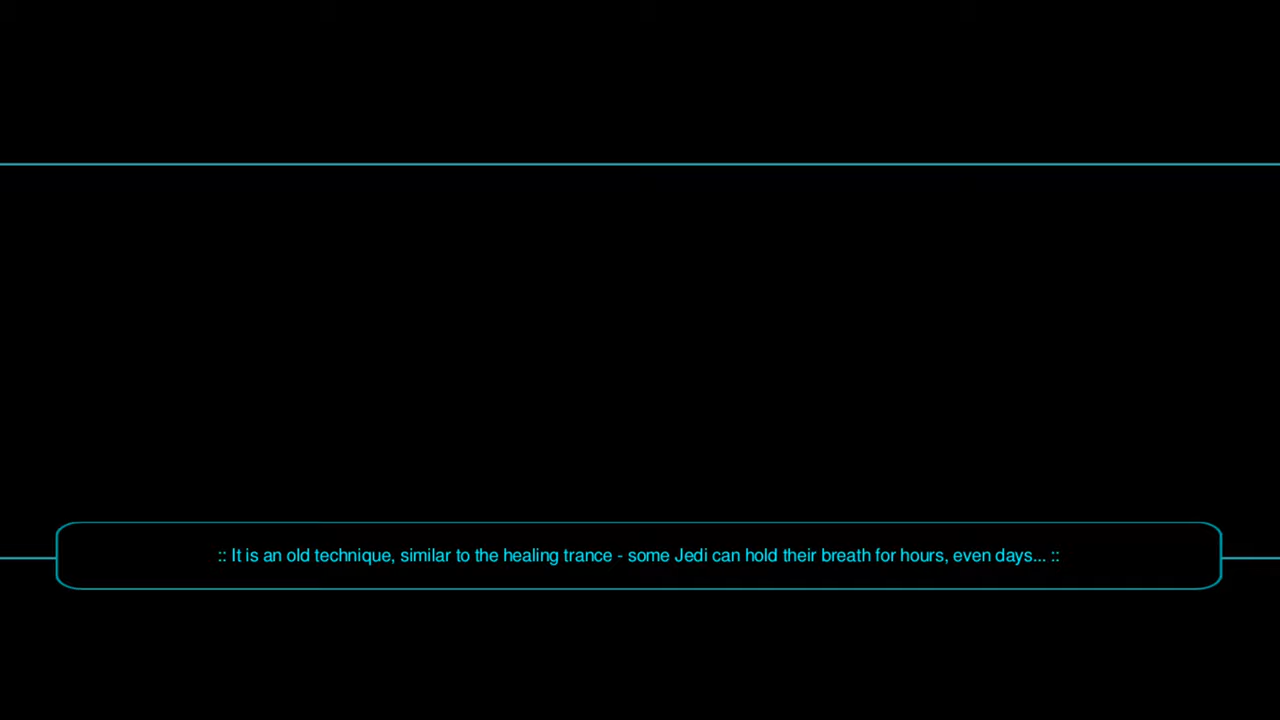 :: It is an old technique, similar to the healing trance - some Jedi can hold their breath for hours, even days... ::